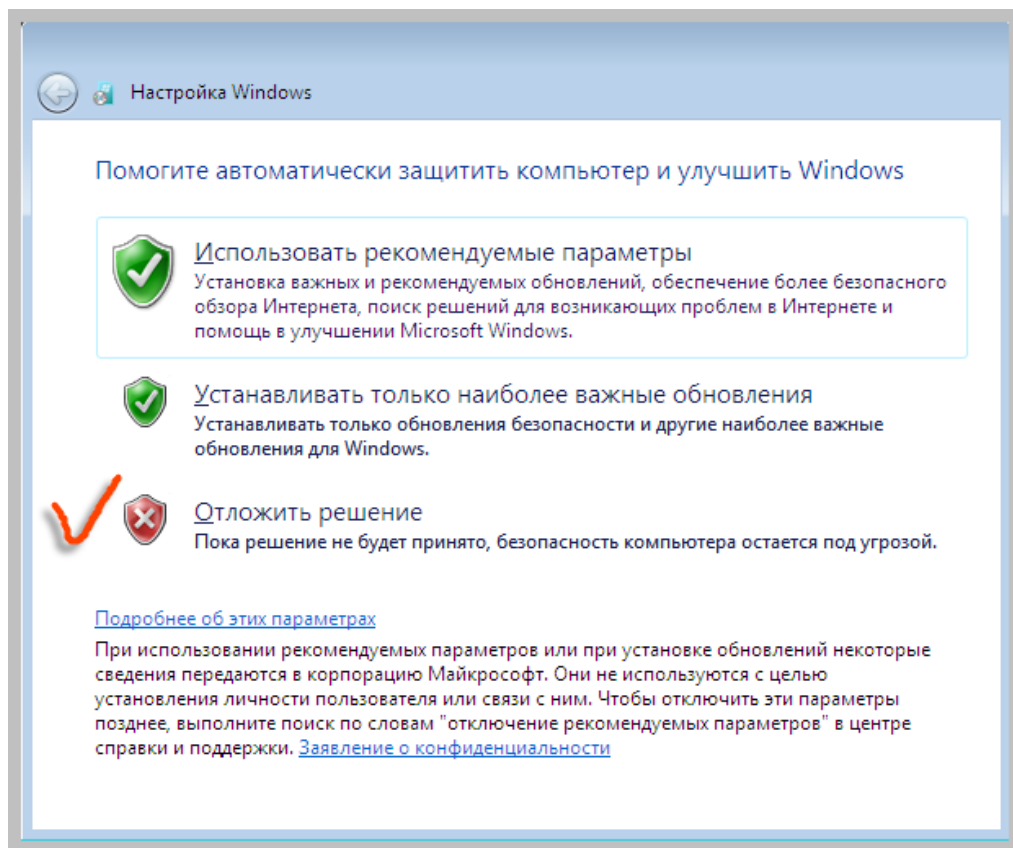 Настройка Windows
Помогите автоматически защитить компьютер и улучшить Windows
Использовать рекомендуемые параметры
Установка важных и рекомендуемых обновлений, обеспечение более безопасного
обзора Интернета, поиск решений для возникающих проблем в Интернете и
помощь в улучшении Microsoft Windows.
Устанавливать только наиболее важные обновления
Устанавливать только обновления безопасности и другие наиболее важные
обновления для Windows.
Отложить решение
Пока решение не будет принято, безопасность компьютера остается под угрозой.
Подробнее об этих параметрах
При использовании рекомендуемых параметров или при установке обновлений некоторые
сведения передаются в корпорацию Майкрософт. Они не используются с целью
установления личности пользователя или связи с ним. Чтобы отключить эти параметры
позднее, выполните поиск по словам "отключение рекомендуемых параметров" в центре
справки и поддержки. Заявление о конфиденциальности